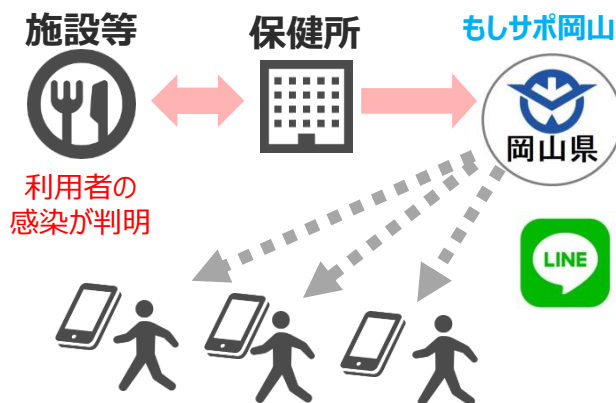 施設等
保健所
もしサポ岡山
岡山県
利用者の
感染が判明
LINE